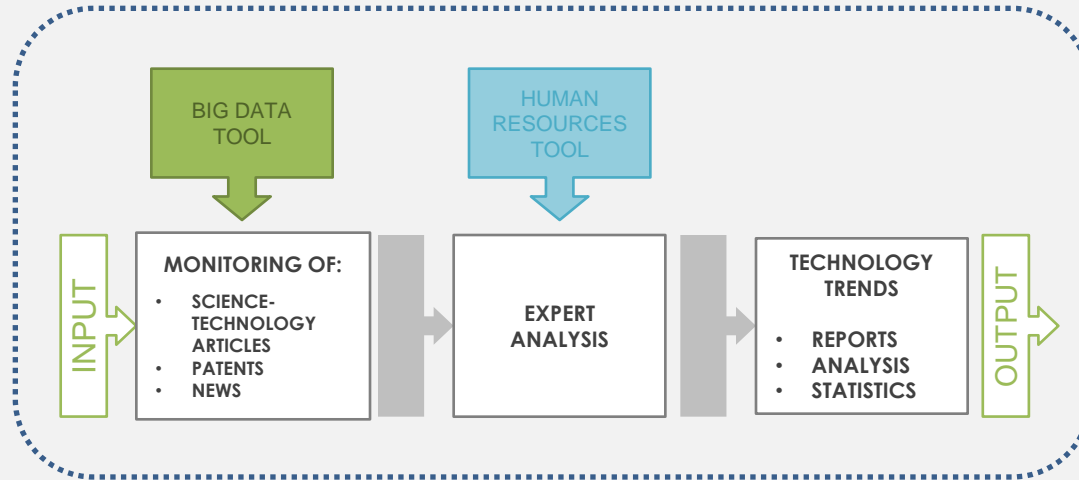 BIG DATA
TOOL
HUMAN
RESOURCES
TOOL
INPUT
MONITORING OF:
• SCIENCE-
TECHNOLOGY
ARTICLES
• PATENTS
• NEWS
EXPERT
ANALYSIS
TECHNOLOGY
TRENDS
• REPORTS
• ANALYSIS
• STATISTICS
OUTPUT